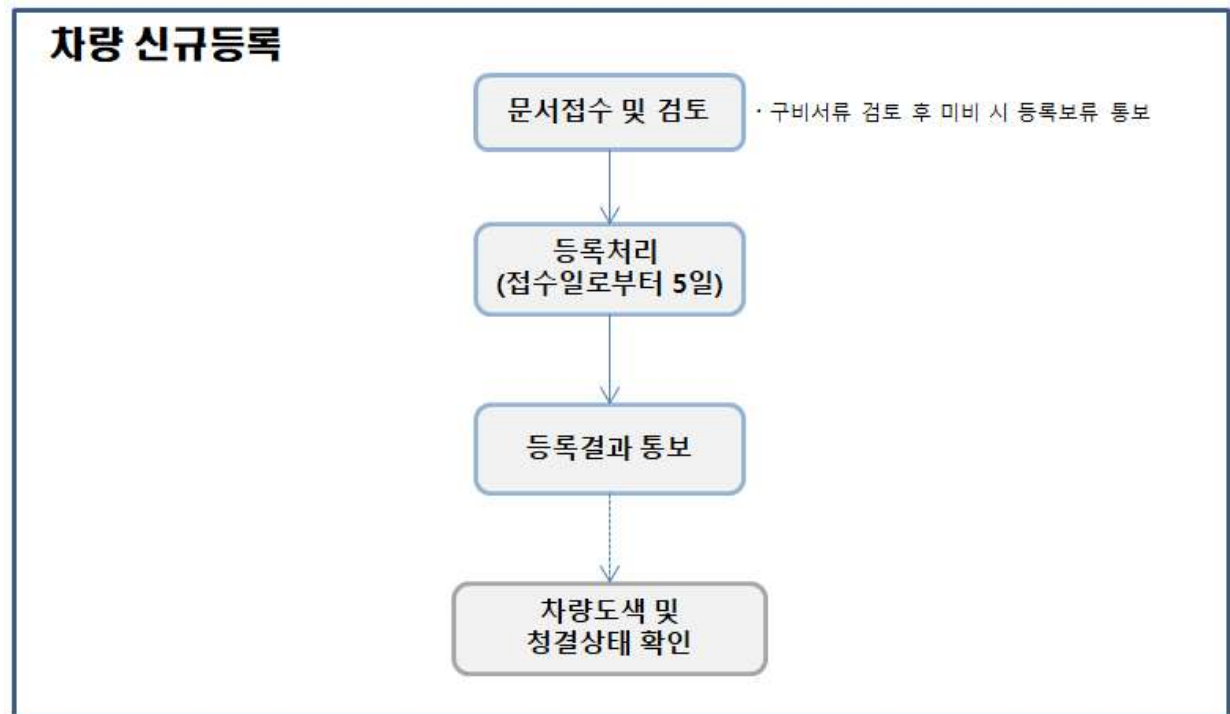 차량 신규등록
문서접수 및 검토
· 구비서류 검토 후 미비 시 등록보류 통보
등록처리
(접수일로부터 5일)
등록결과 통보
차량도색 및
청결상태 확인